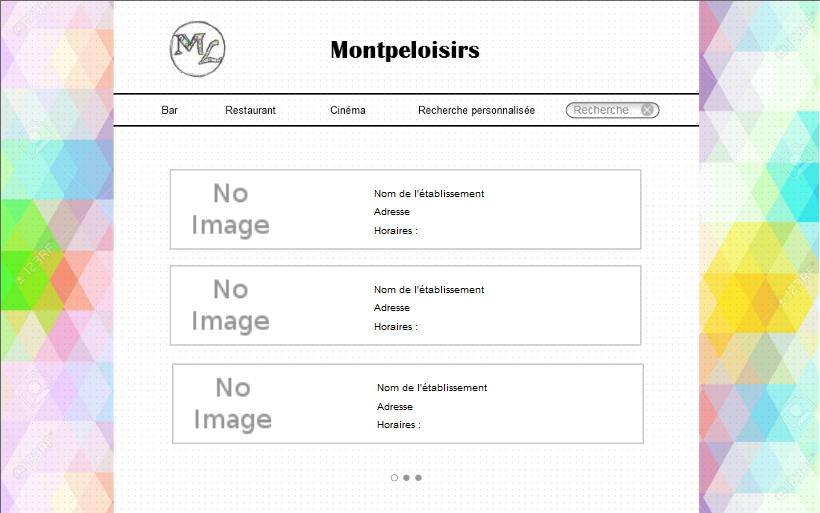 ML
Montpeloisirs
Bar Restaurant Cinéma Recherche personnalisée Recherche
No
Image
Nom de l'établissement
Adresse
Horaires :
No
Image
Nom de l'établissement
Adresse
Horaires :
No
Image
Nom de l'établissement
Adresse
Horaires :
123RF